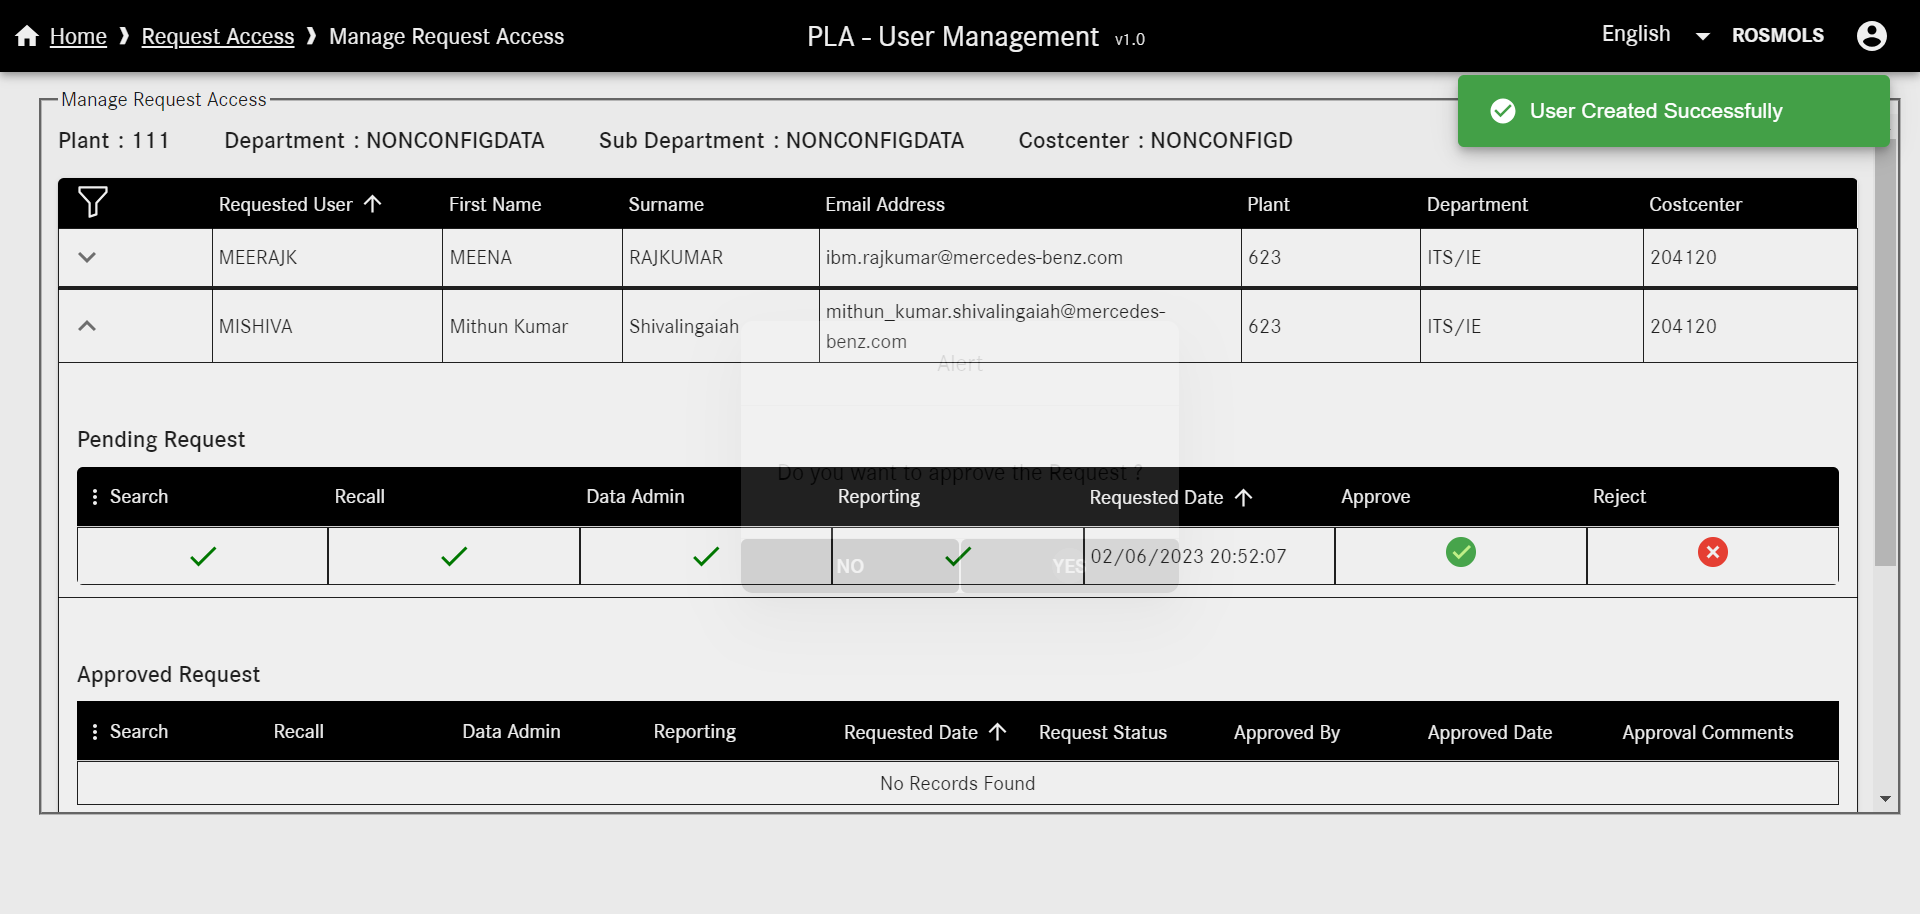 Home ❱ Request Access ❱ Manage Request Access
PLA - User Management v1.0
English
ROSMOLS
User Created Successfully
Manage Request Access
Plant : 111 Department : NONCONFIGDATA Sub Department : NONCONFIGDATA Costcenter : NONCONFIGD
Requested User First Name Surname Email Address Plant Department Costcenter
MEERAJK MEENA RAJKUMAR ibm.rajkumar@mercedes-benz.com 623 ITS/IE 204120
MISHIVA Mithun Kumar Shivalingaiah mithun_kumar.shivalingaiah@mercedes-
benz.com 623 ITS/IE 204120
Alert
Do you want to approve the Request ?
NO YES
Pending Request
Search Recall Data Admin Reporting Requested Date Approve Reject
02/06/2023 20:52:07
Approved Request
Search Recall Data Admin Reporting Requested Date Request Status Approved By Approved Date Approval Comments
No Records Found